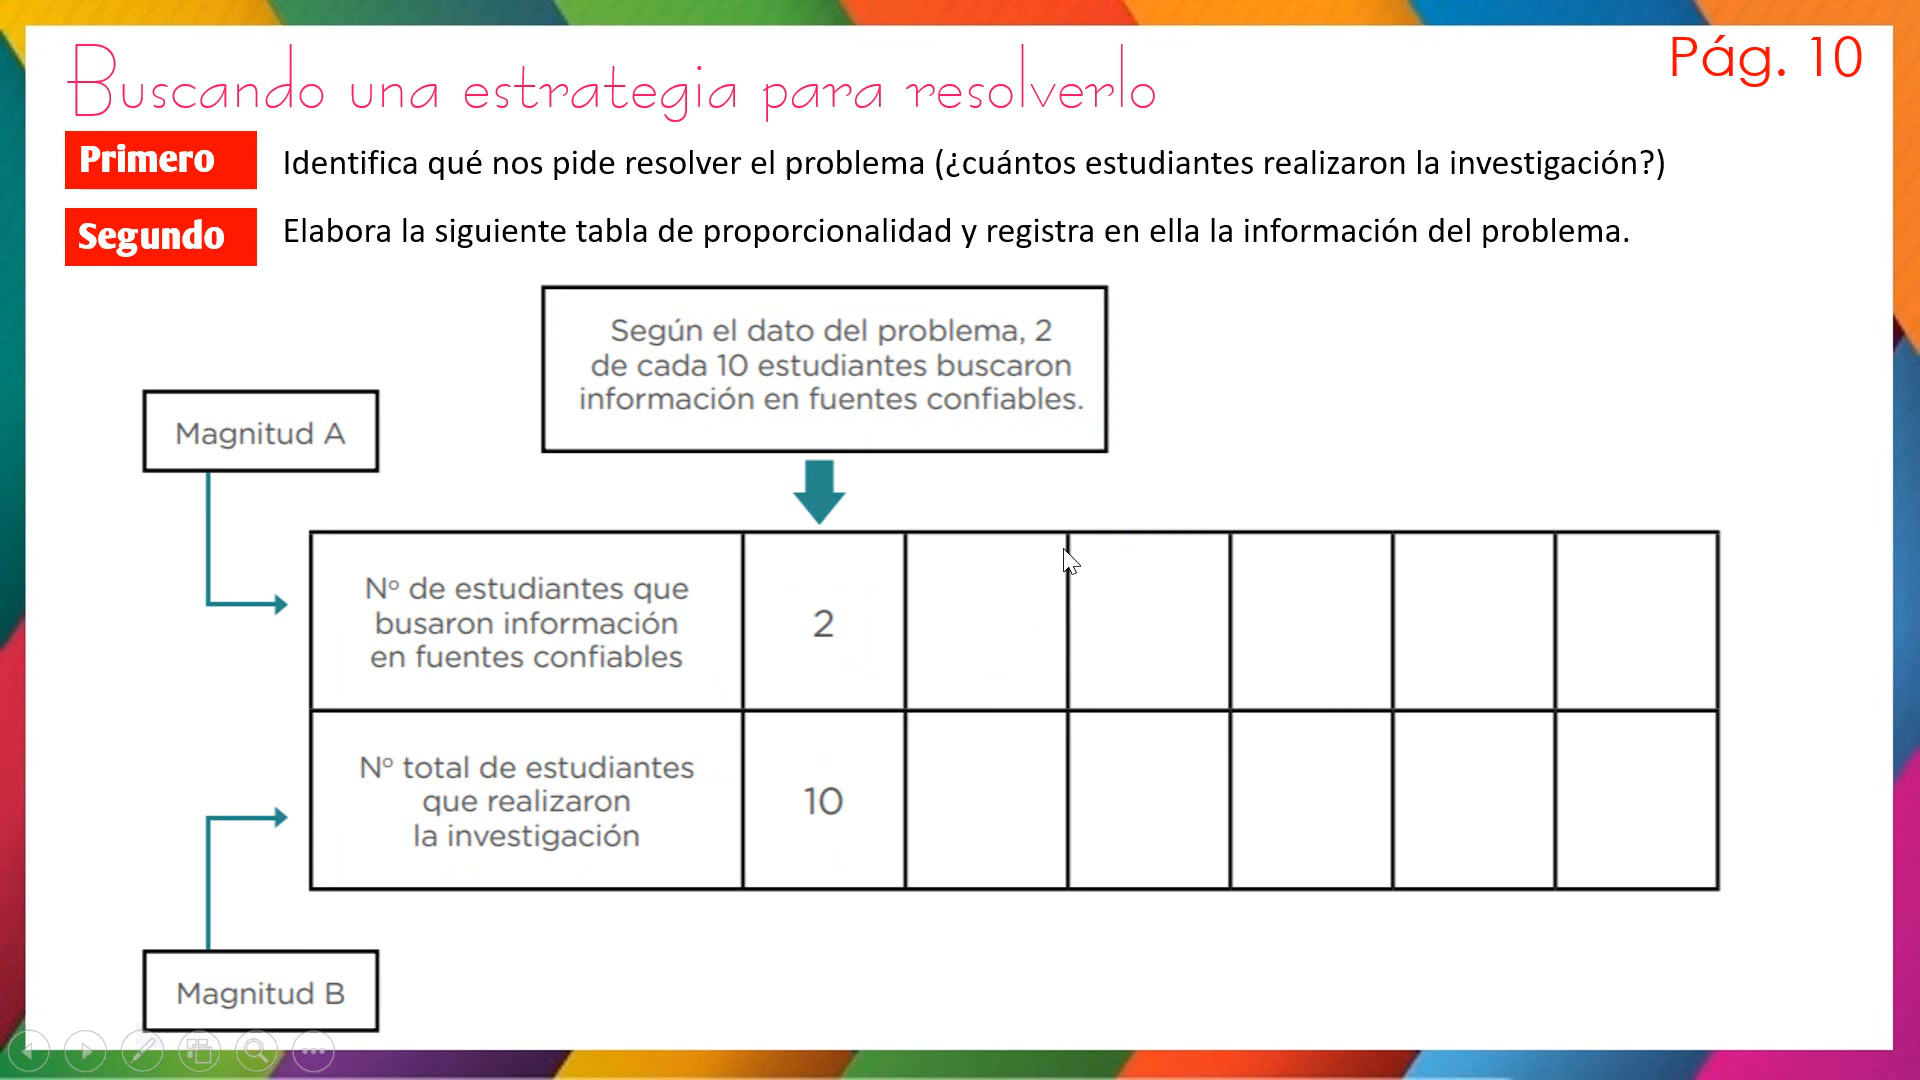 Buscando una estrategia para resolverlo
Pág. 10
Primero
Identifica qué nos pide resolver el problema (¿cuántos estudiantes realizaron la investigación?)
Segundo
Elabora la siguiente tabla de proporcionalidad y registra en ella la información del problema.
Según el dato del problema, 2
de cada 10 estudiantes buscaron
información en fuentes confiables.
Magnitud A
Nº de estudiantes que
busaron información
en fuentes confiables
2
Nº total de estudiantes
que realizaron
la investigación
10
Magnitud B